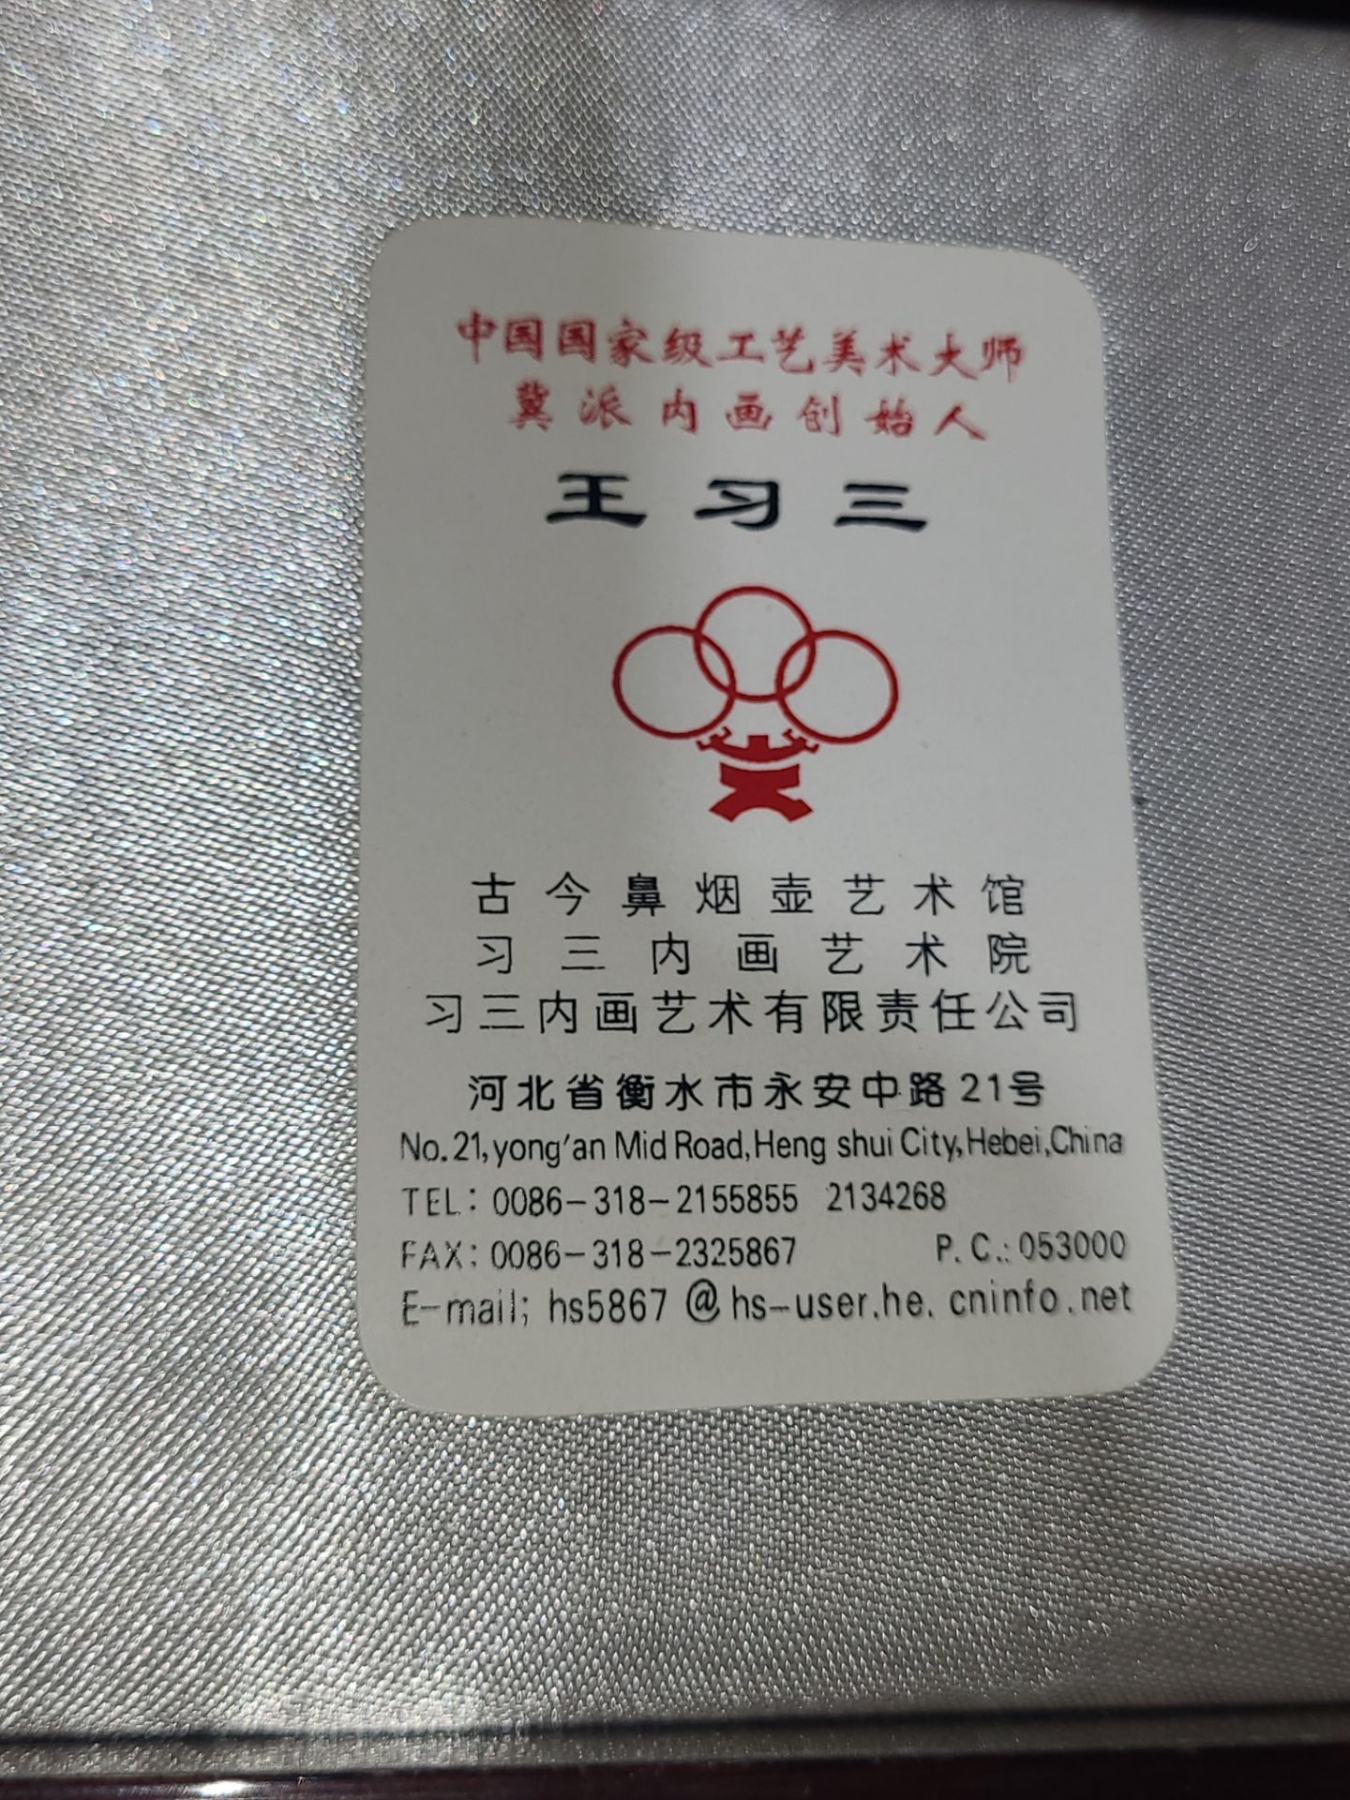 中国国家级工艺美术大师
冀派内画创始人
王习三
古今鼻烟壶艺术馆
习三内画艺术院
习三内画艺术有限责任公司
河北省衡水市永安中路21号
No.21,yong'an Mid Road,Heng shui City,Hebei,China
TEL: 0086-318-2155855 2134268
FAX: 0086-318-2325867 P.C.:053000
E-mail; hs5867@hs-user.he.cninfo.net